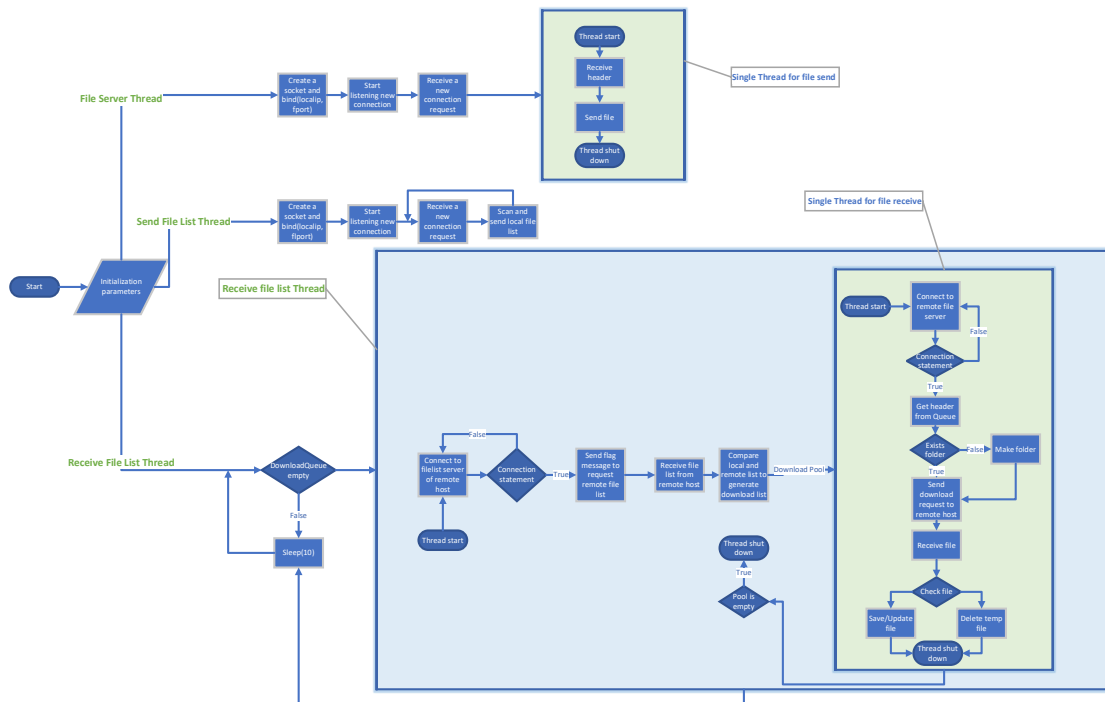 Thread start
Receive
header
Send file
Thread shut
down
Single Thread for file send
File Server Thread
Create a
socket and
bind(localip,
fport)
Start
listening new
connection
Receive a
new
connection
request
Send File List Thread
Create a
socket and
bind(localip,
flport)
Start
listening new
connection
Receive a
new
connection
request
Scan and
send local file
list
Single Thread for file receive
Start
Initialization
parameters
Receive file list Thread
Thread start
Connect to
remote file
server
False
Connection
statement
True
Get header
from Queue
Exists
folder
False
Make folder
True
Send
download
request to
remote host
Receive file
Check file
Save/Update
file
Delete temp
file
Thread shut
down
Receive File List Thread
DownloadQueue
empty
False
Sleep(10)
False
Connect to
filelist server
of remote
host
Connection
statement
True
Send flag
message to
request
remote file
list
Receive file
list from
remote host
Compare
local and
remote list to
generate
download list
Download Pool
Thread start
Thread shut
down
True
Pool is
empty